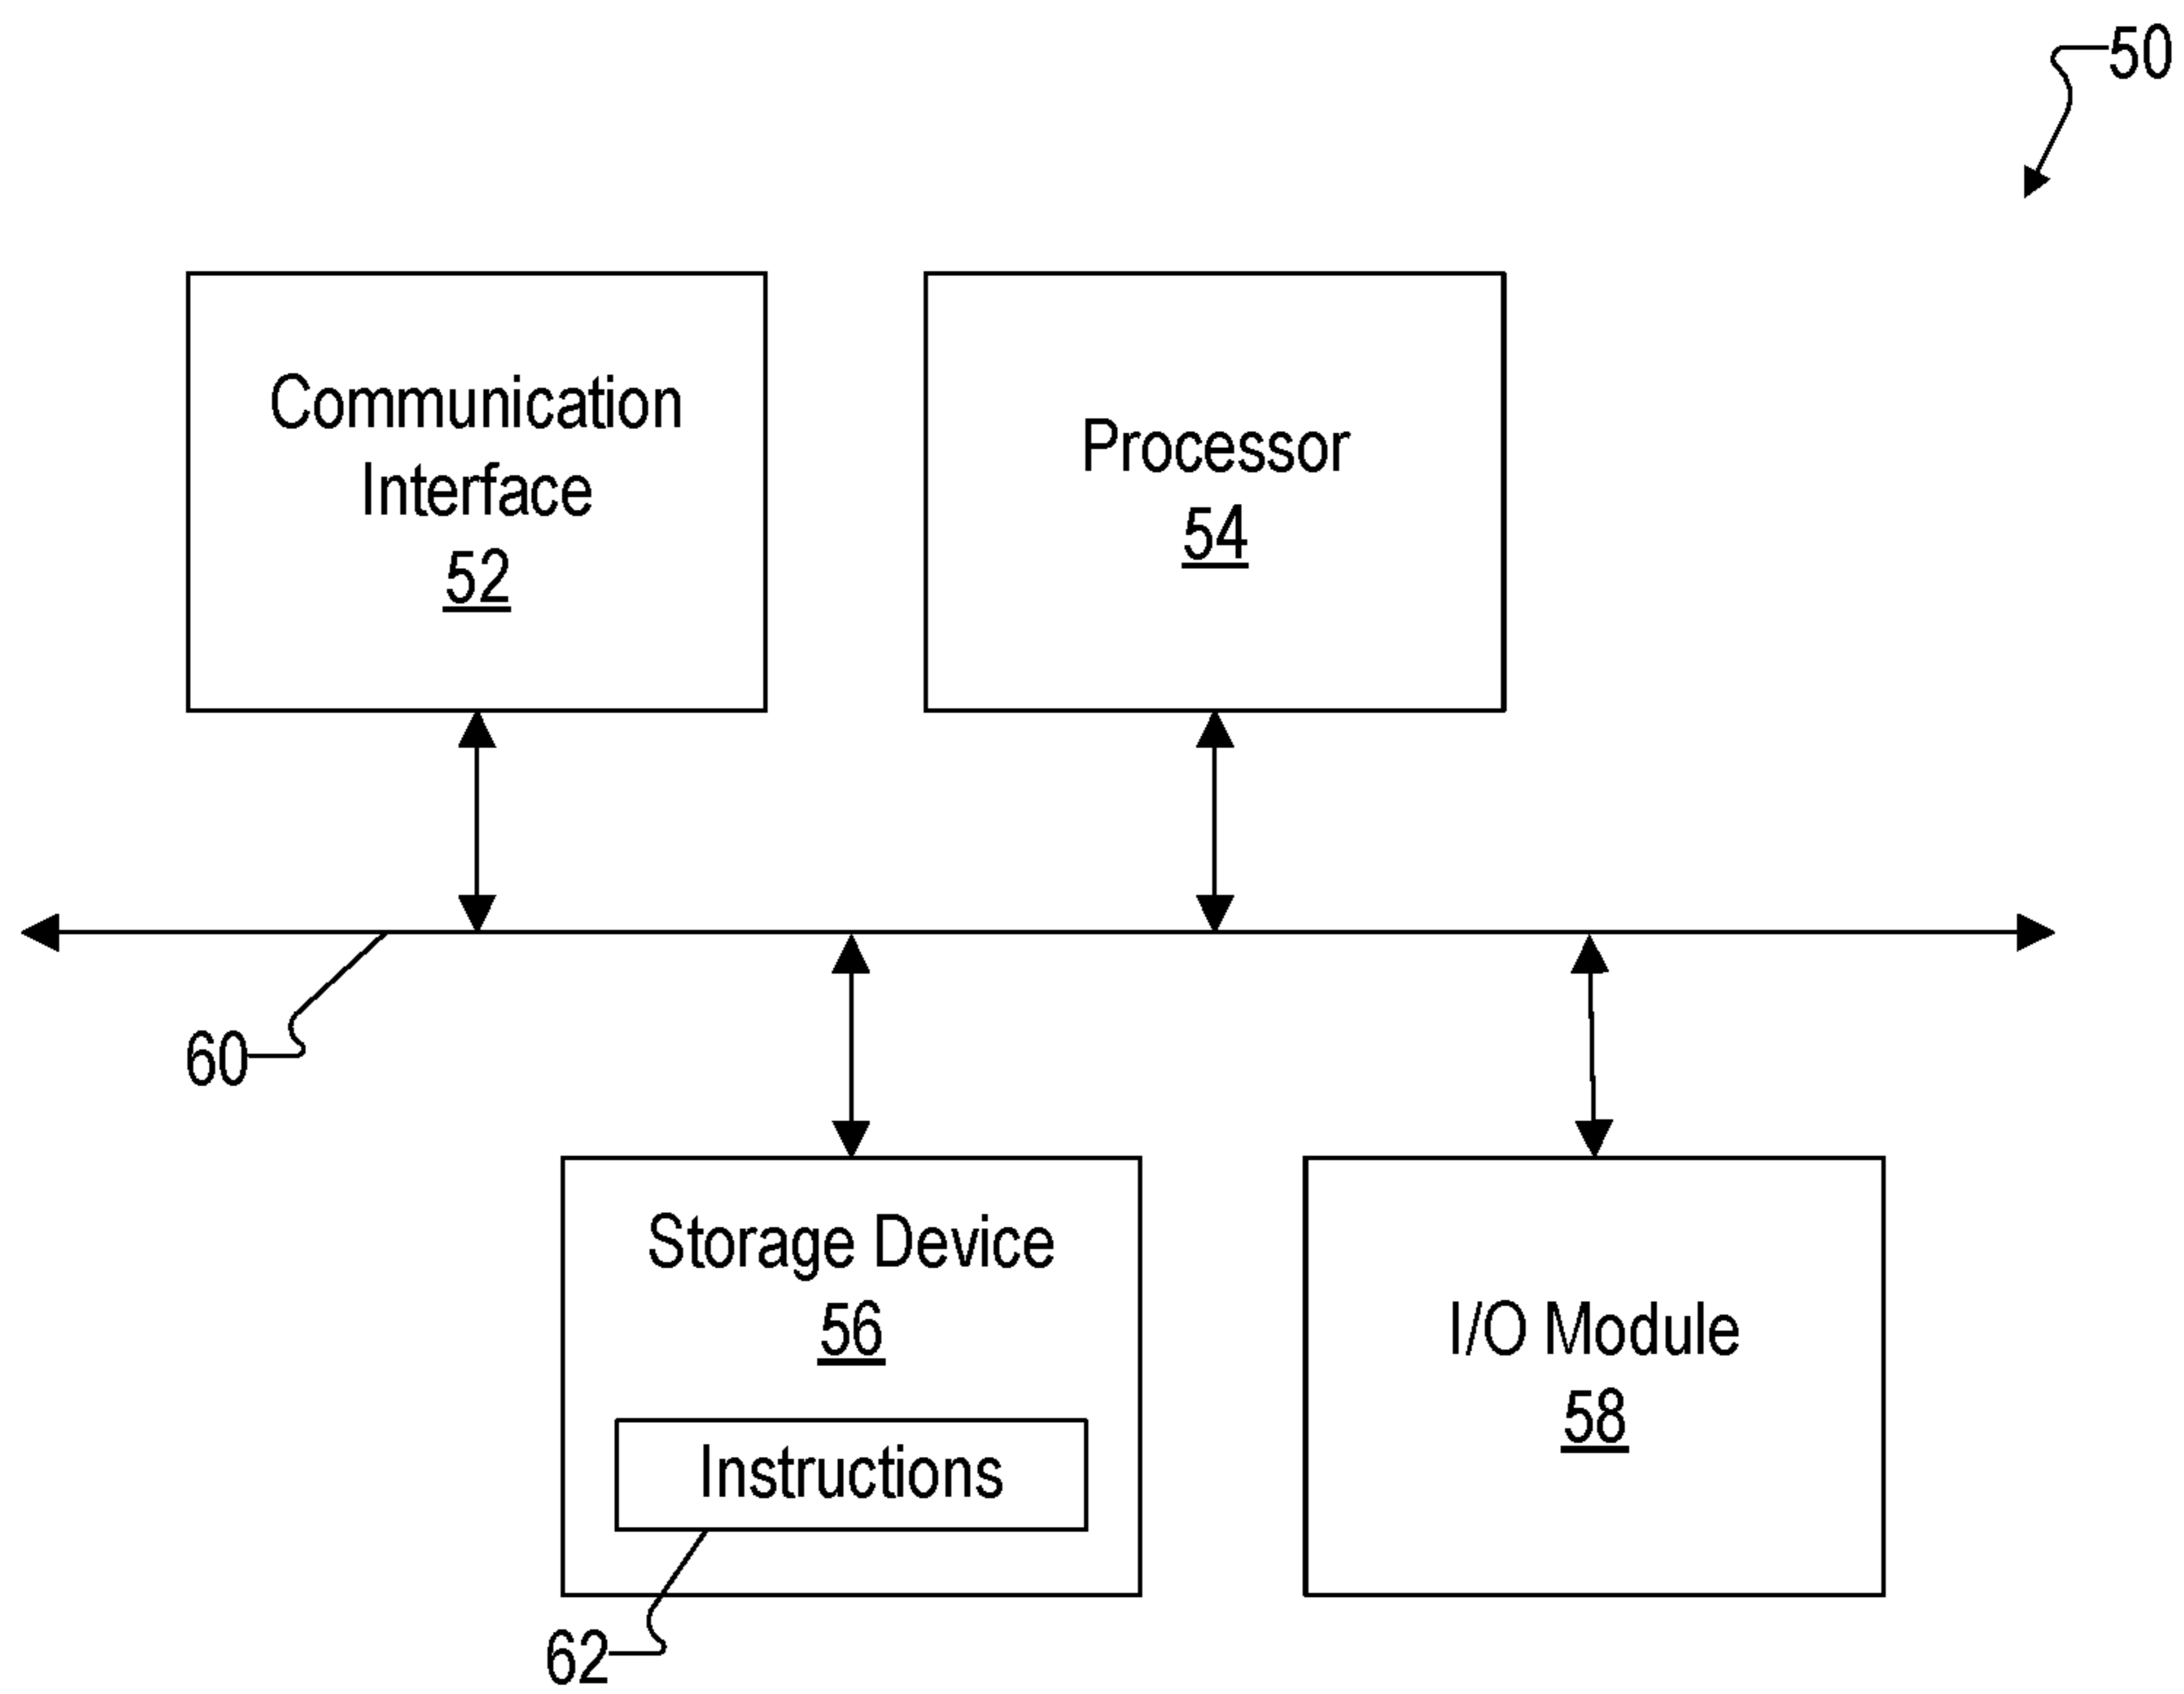 50
Communication
Interface
52
Processor
54
60
Storage Device
56
Instructions
62
I/O Module
58